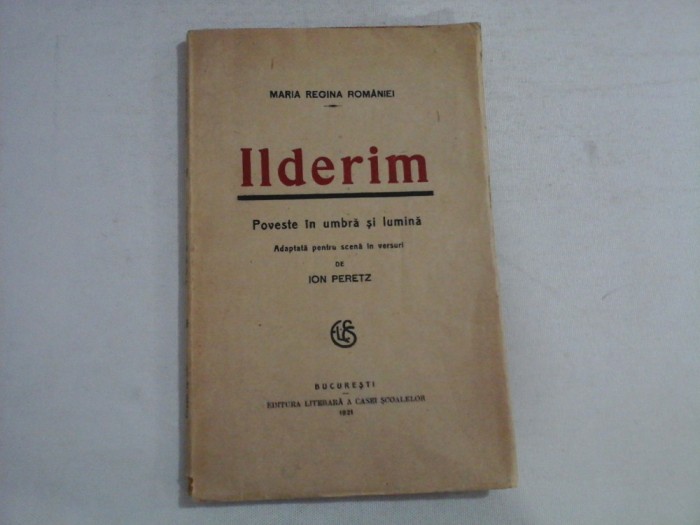 MARIA REGINA ROMÂNIEI
Ilderim
Poveste în umbră și lumină
Adaptată pentru scenă în versuri
DE
ION PERETZ
BUCUREȘTI
EDITURA LITERARĂ A CASEI ȘCOALELOR
1921